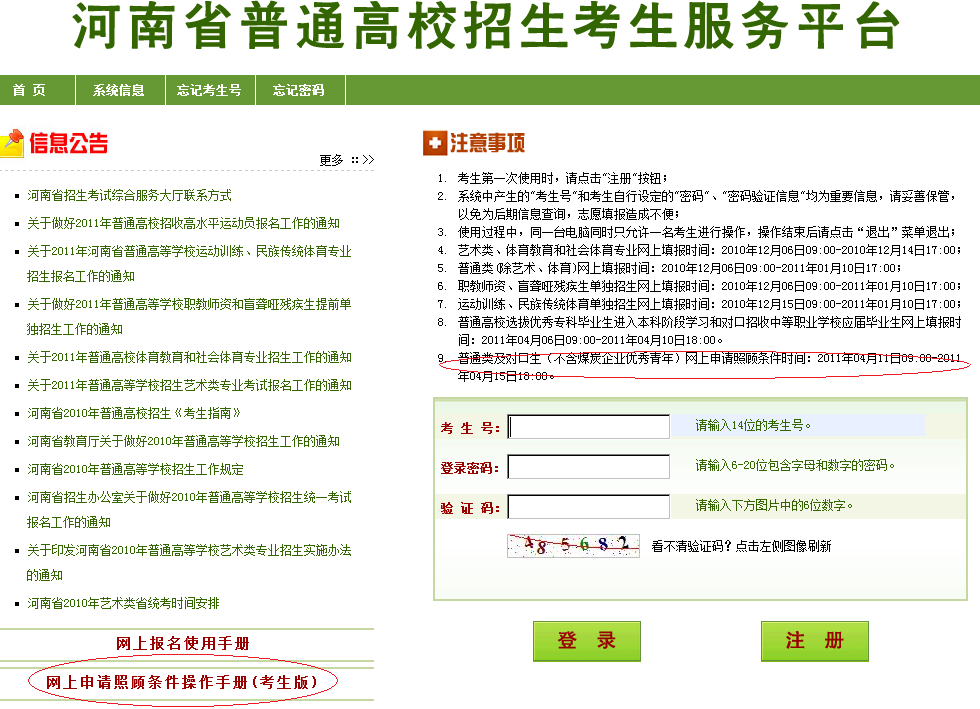 河南省普通高校招生考生服务平台
首 页 系统信息 忘记考生号 忘记密码
信息公告
更多 ∷>>
河南省招生考试综合服务大厅联系方式
关于做好2011年普通高校招收高水平运动员报名工作的通知
关于2011年河南省普通高等学校运动训练、民族传统体育专业
招生报名工作的通知
关于做好2011年普通高等学校职教师资和盲聋哑残疾生提前单
独招生工作的通知
关于2011年普通高校体育教育和社会体育专业招生工作的通知
关于2011年普通高等学校招生艺术类专业考试报名工作的通知
河南省2010年普通高校招生《考生指南》
河南省教育厅关于做好2010年普通高等学校招生工作的通知
河南省2010年普通高等学校招生工作规定
河南省招生办公室关于做好2010年普通高等学校招生统一考试
报名工作的通知
关于印发河南省2010年普通高等学校艺术类专业招生实施办法
的通知
河南省2010年艺术类省统考时间安排
网上报名使用手册
网上申请照顾条件操作手册(考生版)
注意事项
1. 考生第一次使用时，请点击"注册"按钮；
2. 系统中产生的"考生号"和考生自行设定的"密码"、"密码验证信息"均为重要信息，请妥善保管，
以免为后期信息查询，志愿填报造成不便；
3. 使用过程中，同一台电脑同时只允许一名考生进行操作，操作结束后请点击“退出”菜单退出；
4. 艺术类、体育教育和社会体育专业网上填报时间：2010年12月06日09:00-2010年12月14日17:00；
5. 普通类(除艺术、体育)网上填报时间：2010年12月06日09:00-2011年01月10日17:00；
6. 职教师资、盲聋哑残疾生单独招生网上填报时间：2010年12月06日09:00-2011年01月10日17:00；
7. 运动训练、民族传统体育单独招生网上填报时间：2010年12月15日09:00-2011年01月10日17:00；
8. 普通高校选拔优秀专科毕业生进入本科阶段学习和对口招收中等职业学校应届毕业生网上填报时
间：2011年04月06日09:00-2011年04月10日18:00。
9. 普通类及对口生（不含煤炭企业优秀青年）网上申请照顾条件时间：2011年04月11日09:00-2011
年04月15日18:00。
考 生 号： 请输入14位的考生号。
登录密码： 请输入6-20位包含字母和数字的密码。
验 证 码： 请输入下方图片中的6位数字。
485682 看不清验证码？点击左侧图像刷新
登 录 注 册